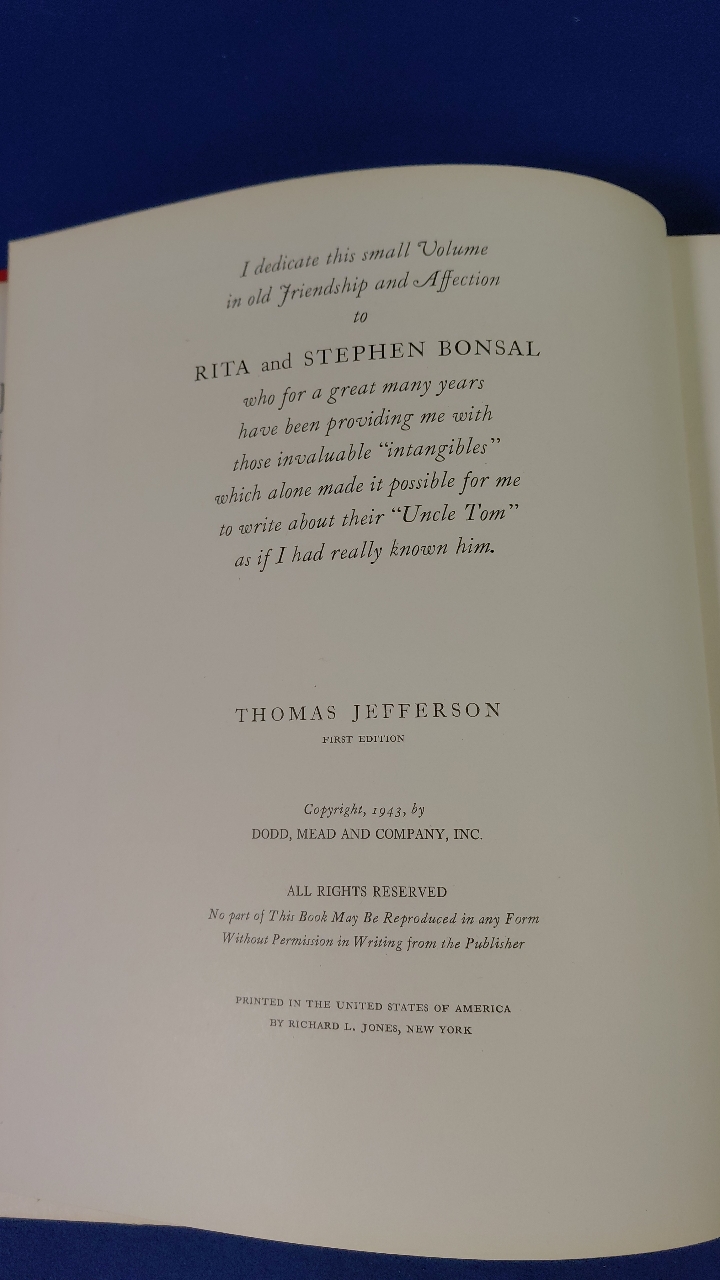 I dedicate this small Volume
in old Friendship and Affection
to
RITA and STEPHEN BONSAL
who for a great many years
have been providing me with
those invaluable “intangibles”
which alone made it possible for me
to write about their “Uncle Tom”
as if I had really known him.
THOMAS JEFFERSON
FIRST EDITION
Copyright, 1943, by
DODD, MEAD AND COMPANY, INC.
ALL RIGHTS RESERVED
No part of This Book May Be Reproduced in any Form
Without Permission in Writing from the Publisher
PRINTED IN THE UNITED STATES OF AMERICA
BY RICHARD L. JONES, NEW YORK